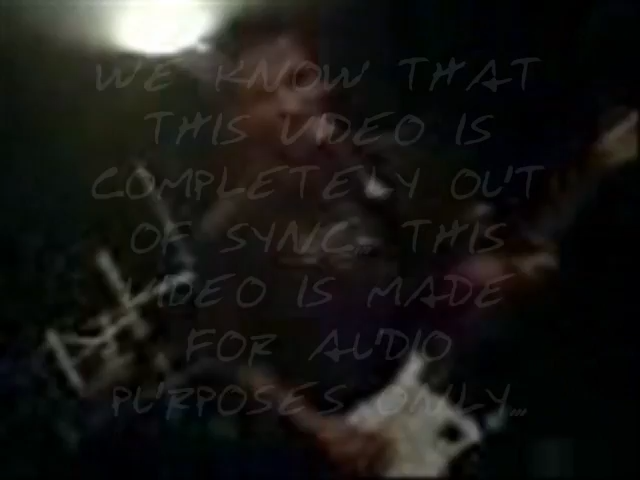 WE KNOW THAT
THIS VIDEO IS
COMPLETELY OUT
OF SYNC. THIS
VIDEO IS MADE
FOR AUDIO
PURPOSES ONLY...